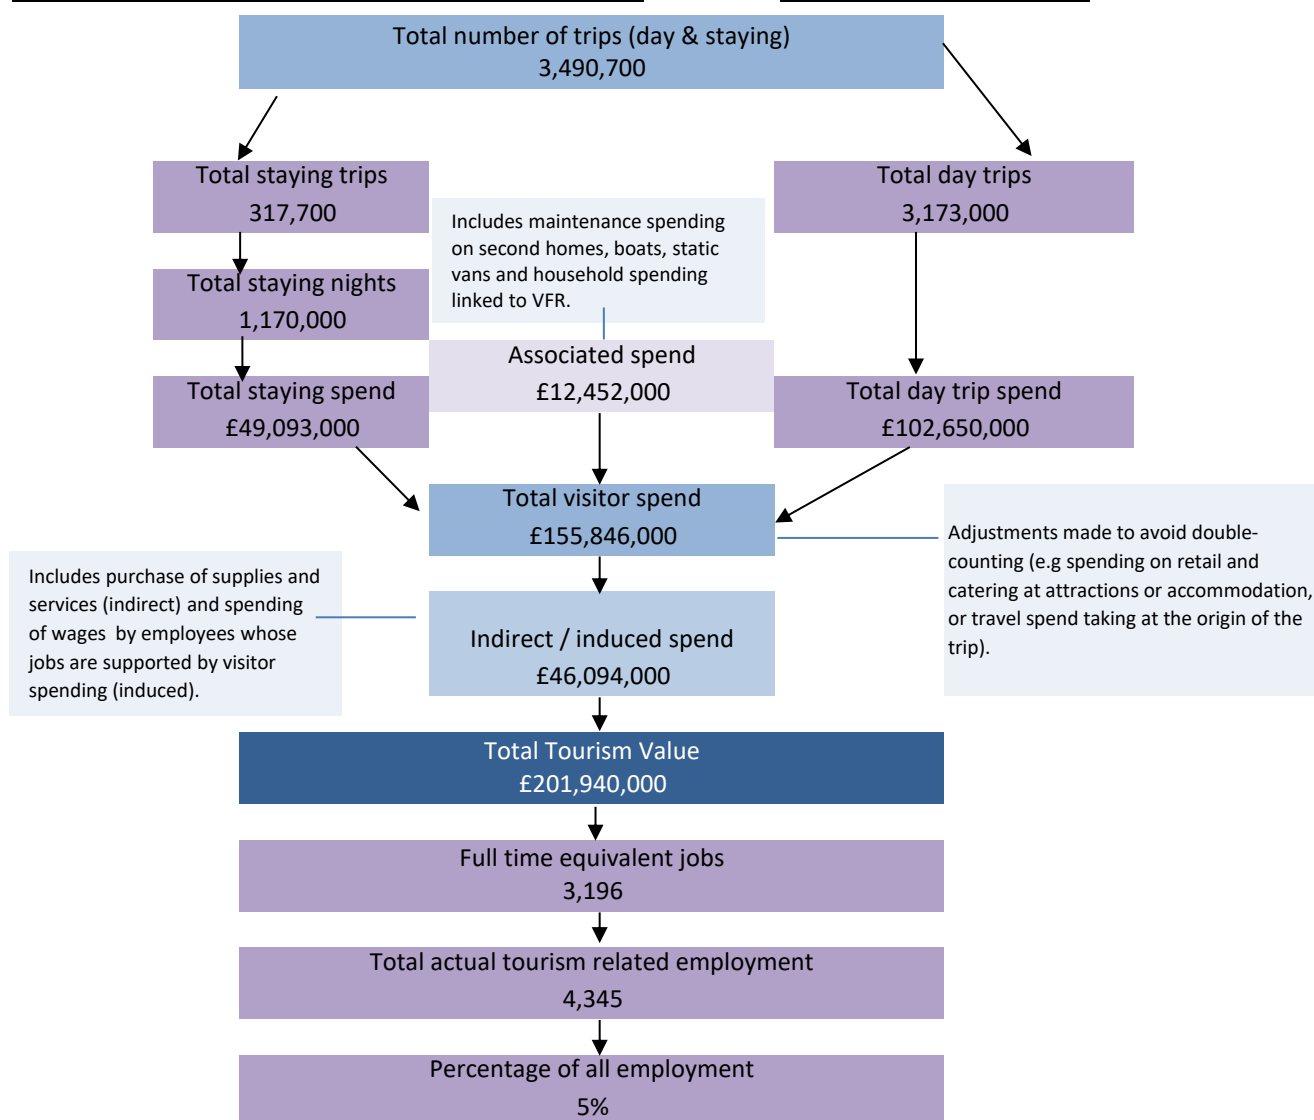 Total number of trips (day & staying)
3,490,700
Total staying trips
317,700
Total day trips
3,173,000
Includes maintenance spending
on second homes, boats, static
vans and household spending
linked to VFR.
Total staying nights
1,170,000
Associated spend
£12,452,000
Total staying spend
£49,093,000
Total day trip spend
£102,650,000
Total visitor spend
£155,846,000
Adjustments made to avoid double-
counting (e.g spending on retail and
catering at attractions or accommodation,
or travel spend taking at the origin of the
trip).
Includes purchase of supplies and
services (indirect) and spending
of wages by employees whose
jobs are supported by visitor
spending (induced).
Indirect / induced spend
£46,094,000
Total Tourism Value
£201,940,000
Full time equivalent jobs
3,196
Total actual tourism related employment
4,345
Percentage of all employment
5%